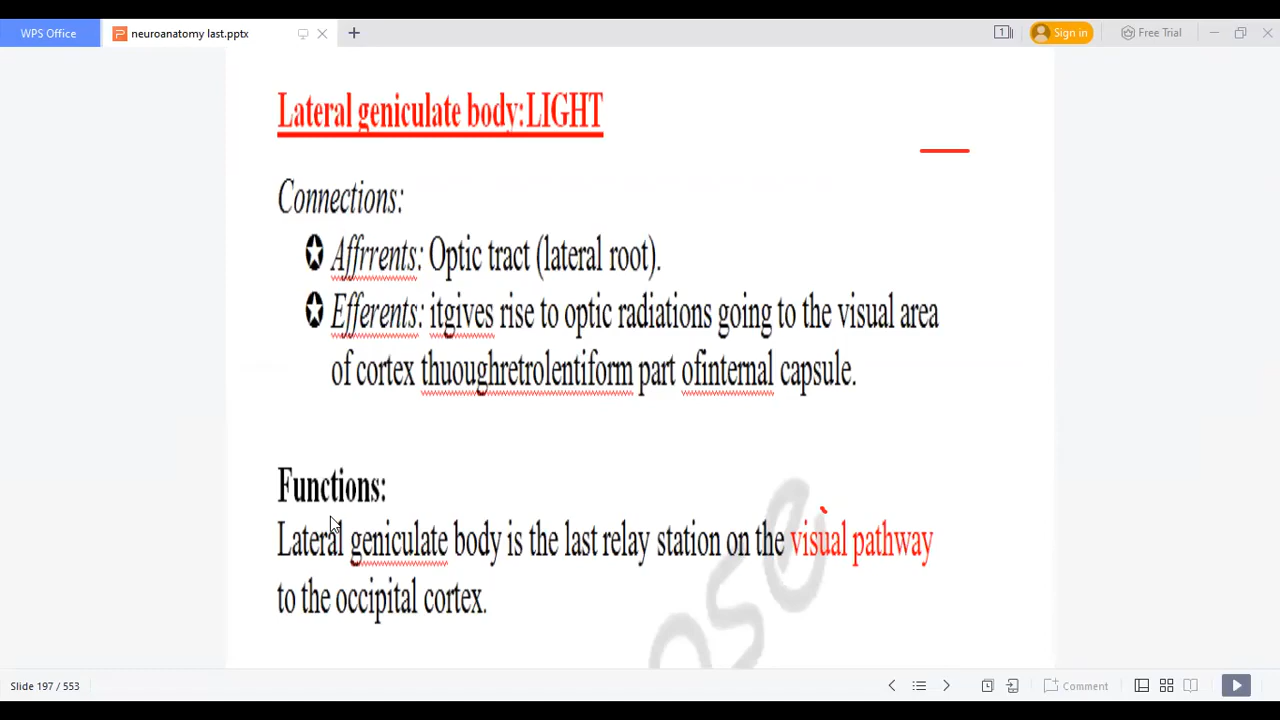 WPS Office
neuroanatomy last.pptx
1
Sign in
Free Trial
Lateral geniculate body:LIGHT
Connections:
Affrrents: Optic tract (lateral root).
Efferents: itgives rise to optic radiations going to the visual area
of cortex thuoughretrolentiform part ofinternal capsule.
Functions:
Lateral geniculate body is the last relay station on the visual pathway
to the occipital cortex.
Slide 197 / 553
Comment